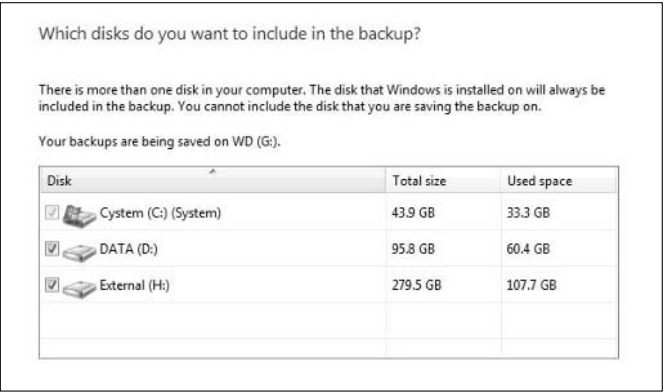 Which disks do you want to include in the backup?
There is more than one disk in your computer. The disk that Windows is installed on will always be
included in the backup. You cannot include the disk that you are saving the backup on.
Your backups are being saved on WD (G:).
Disk Total size Used space
Cystem (C:) (System) 43.9 GB 33.3 GB
DATA (D:) 95.8 GB 60.4 GB
External (H:) 279.5 GB 107.7 GB